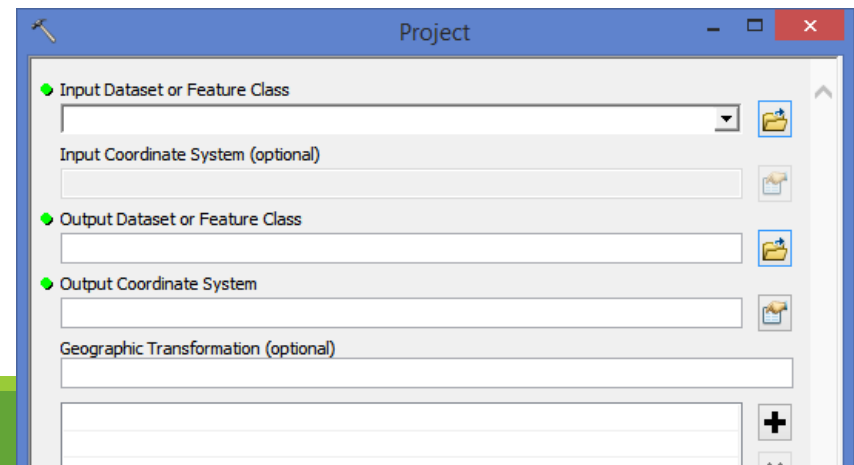 Project
Input Dataset or Feature Class
Input Coordinate System (optional)
Output Dataset or Feature Class
Output Coordinate System
Geographic Transformation (optional)